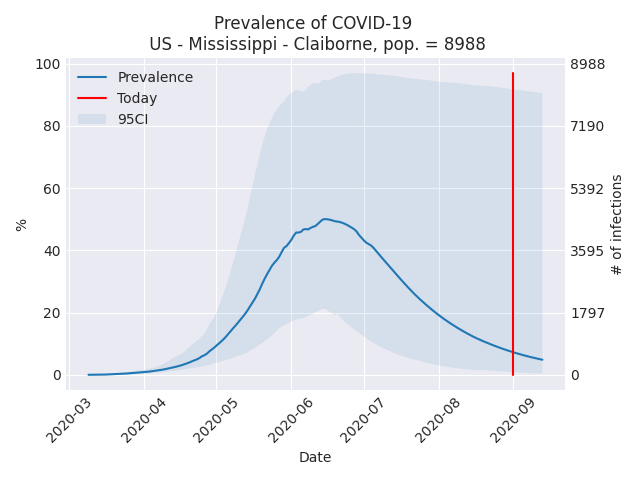 Prevalence of COVID-19
US - Mississippi - Claiborne, pop. = 8988
Prevalence
Today
95CI
100
80
60
40
20
0
%
8988
7190
5392
3595
1797
0
# of infections
2020-03
2020-04
2020-05
2020-06
2020-07
2020-08
2020-09
Date